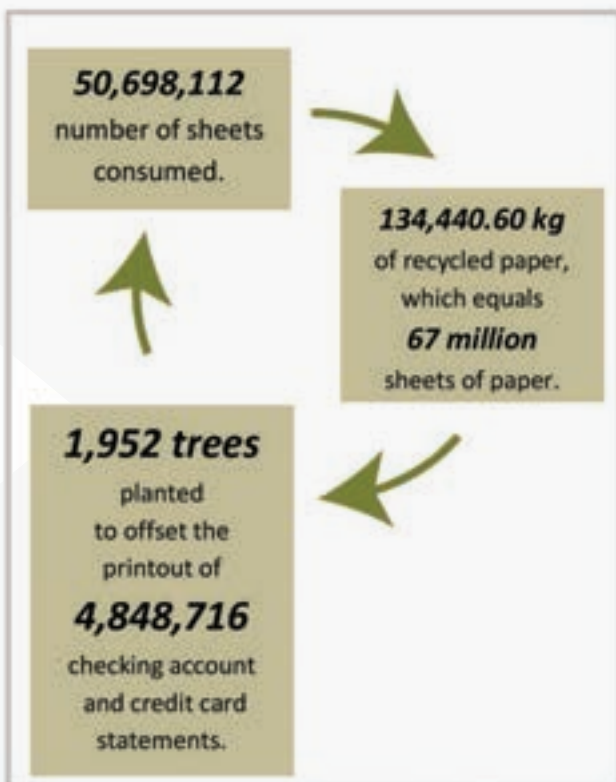 50,698,112
number of sheets
consumed.
134,440.60 kg
of recycled paper,
which equals
67 million
sheets of paper.
1,952 trees
planted
to offset the
printout of
4,848,716
checking account
and credit card
statements.